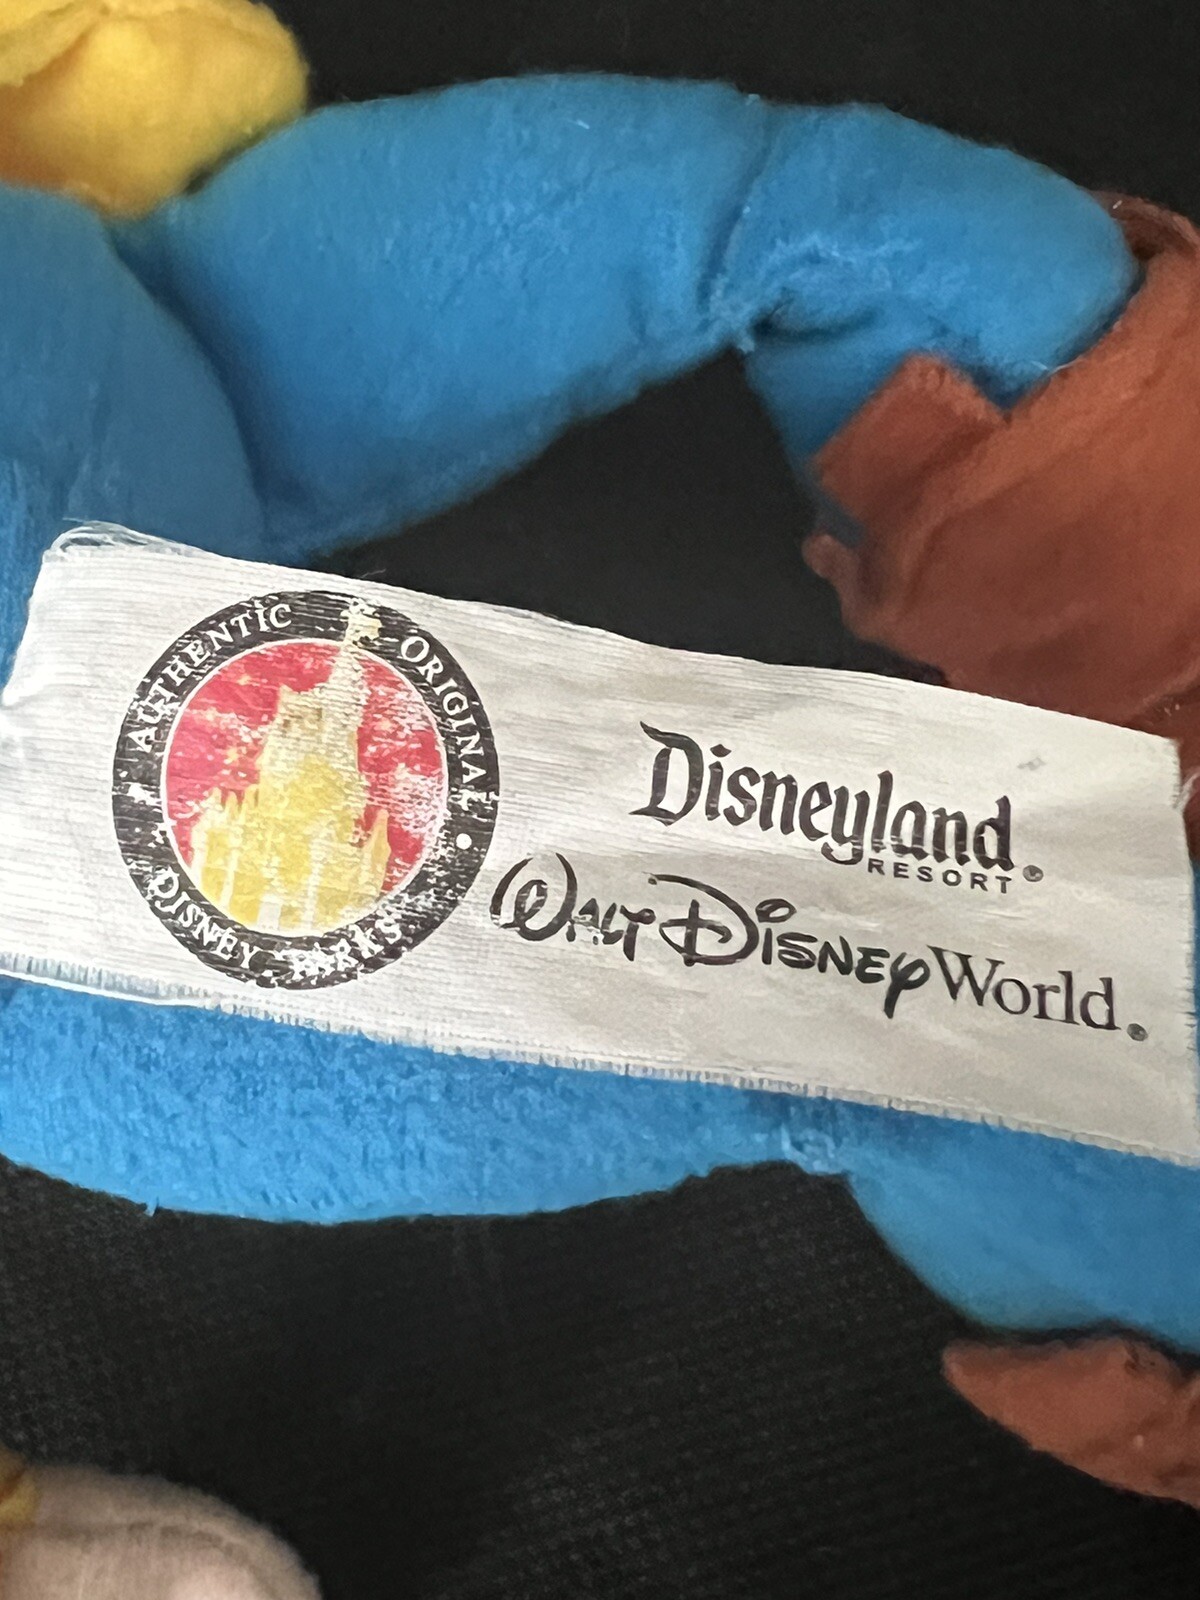 AUTHENTIC ORIGINAL •
DISNEY PARKS
Disneyland®
RESORT
WALT DISNEY World®